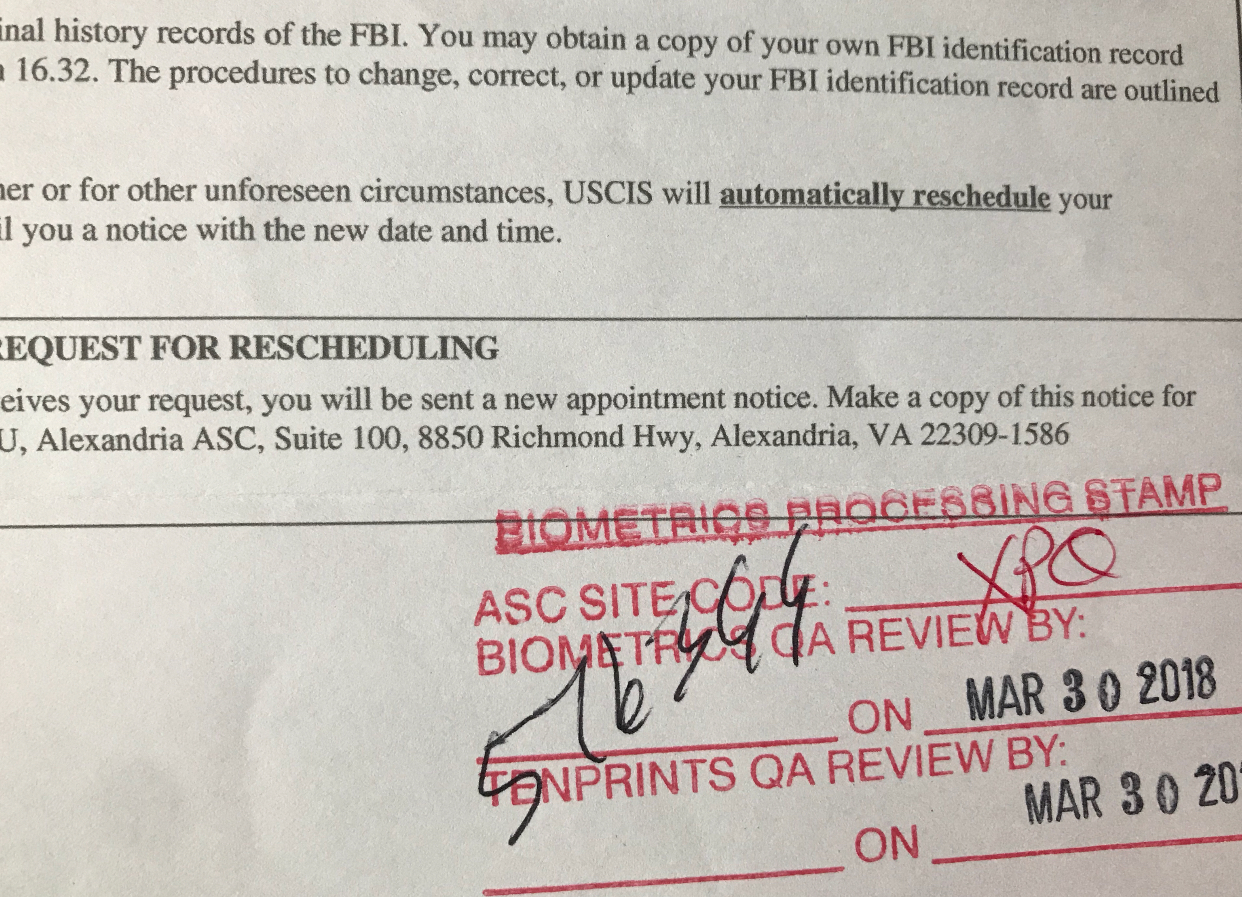 inal history records of the FBI. You may obtain a copy of your own FBI identification record
16.32. The procedures to change, correct, or update your FBI identification record are outlined
ner or for other unforeseen circumstances, USCIS will automatically reschedule your
il you a notice with the new date and time.
REQUEST FOR RESCHEDULING
eives your request, you will be sent a new appointment notice. Make a copy of this notice for
U, Alexandria ASC, Suite 100, 8850 Richmond Hwy, Alexandria, VA 22309-1586
BIOMETRICS PROCESSING STAMP
ASC SITE CODE:
BIOMETRICS QA REVIEW BY:
ON MAR 30 2018
TENPRINTS QA REVIEW BY:
ON MAR 30 20